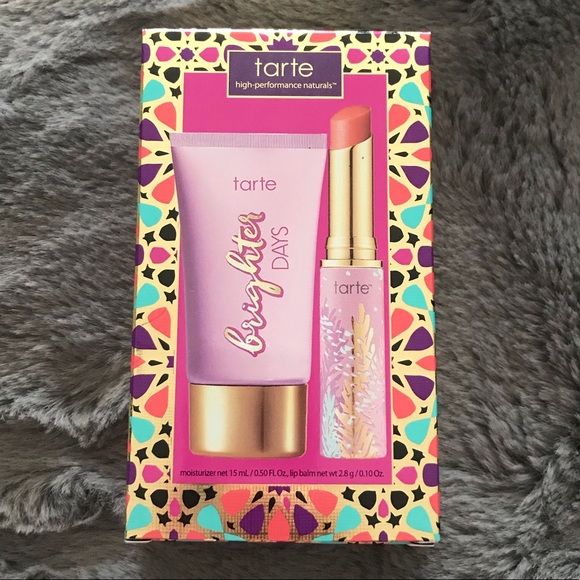 tarte
high-performance naturals™
tarte
brighter
DAYS
tarte™
moisturizer net 15 mL / 0.50 Fl. Oz., lip balm net wt 2.8 g / 0.10 Oz.